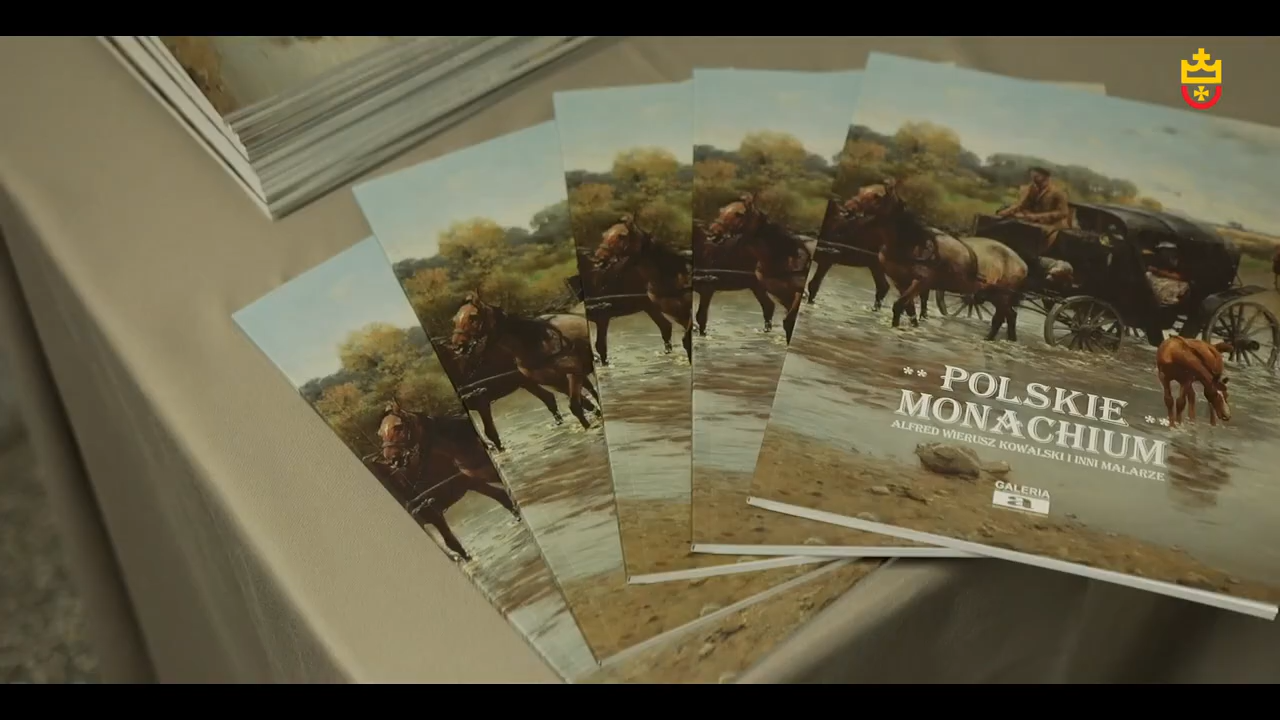 ** POLSKIE **
MONACHIUM
ALFRED WIERUSZ KOWALSKI I INNI MALARZE
GALERIA
a